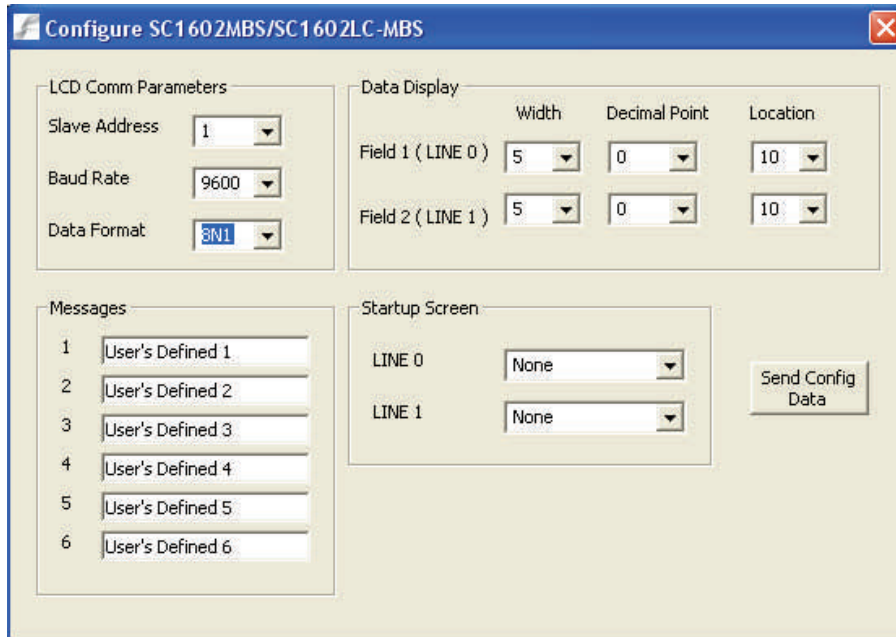 Configure SC1602MBS/SC1602LC-MBS
LCD Comm Parameters
Slave Address 1
Baud Rate 9600
Data Format 8N1
Data Display
Width Decimal Point Location
Field 1 ( LINE 0 ) 5 0 10
Field 2 ( LINE 1 ) 5 0 10
Messages
1 User's Defined 1
2 User's Defined 2
3 User's Defined 3
4 User's Defined 4
5 User's Defined 5
6 User's Defined 6
Startup Screen
LINE 0 None
LINE 1 None
Send Config
Data